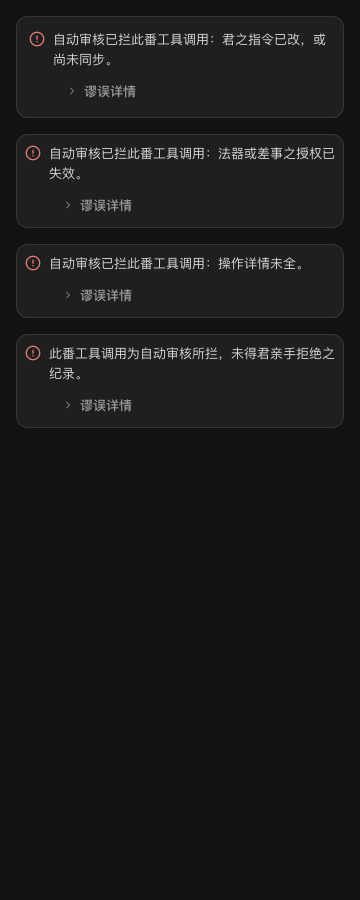 自动审核已拦此番工具调用：君之指令已改，或
尚未同步。
谬误详情
自动审核已拦此番工具调用：法器或差事之授权已
失效。
谬误详情
自动审核已拦此番工具调用：操作详情未全。
谬误详情
此番工具调用为自动审核所拦，未得君亲手拒绝之
纪录。
谬误详情